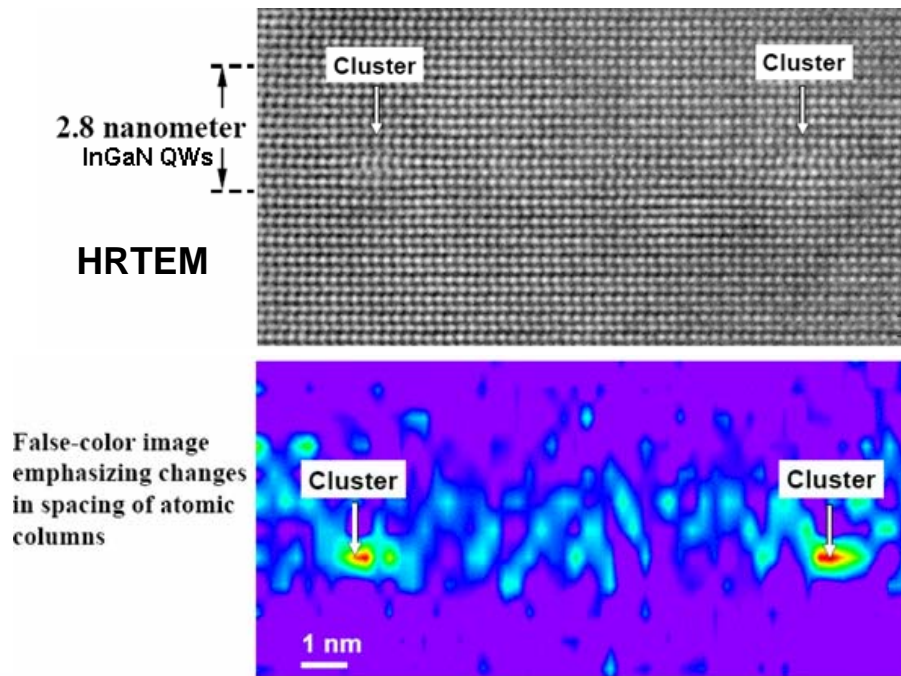 Cluster
Cluster
2.8 nanometer
InGaN QWs
HRTEM
False-color image
emphasizing changes
in spacing of atomic
columns
Cluster
Cluster
1 nm